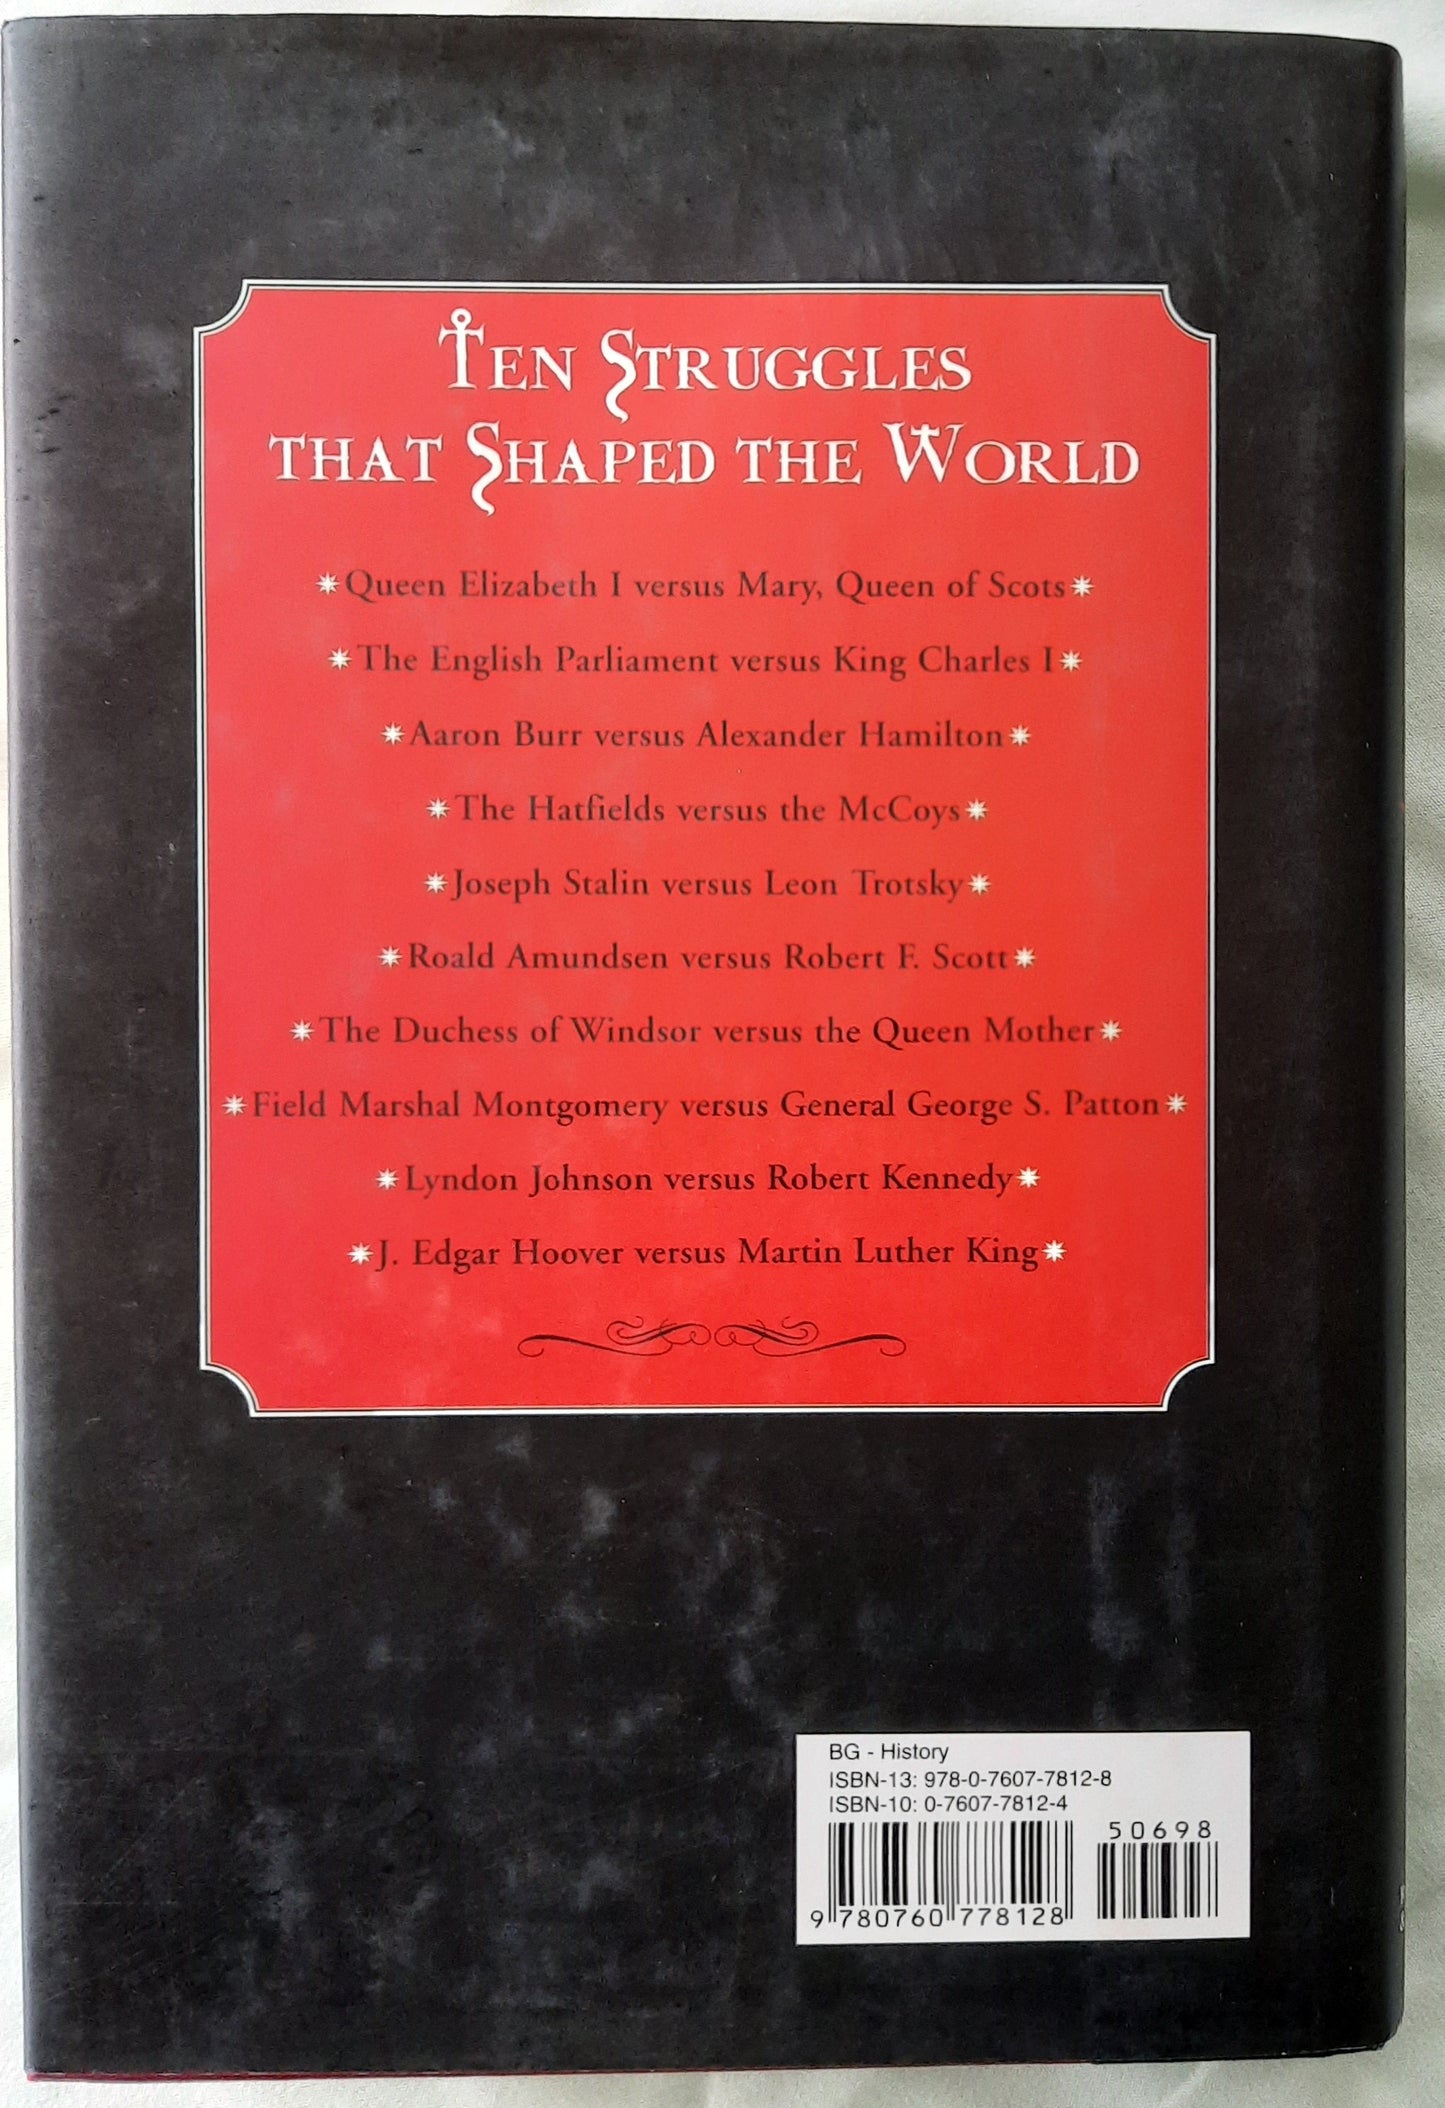 Ten Struggles
that Shaped the World
Queen Elizabeth I versus Mary, Queen of Scots
The English Parliament versus King Charles I
Aaron Burr versus Alexander Hamilton
The Hatfields versus the McCoys
Joseph Stalin versus Leon Trotsky
Roald Amundsen versus Robert F. Scott
The Duchess of Windsor versus the Queen Mother
Field Marshal Montgomery versus General George S. Patton
Lyndon Johnson versus Robert Kennedy
J. Edgar Hoover versus Martin Luther King
BG - History
ISBN-13: 978-0-7607-7812-8
ISBN-10: 0-7607-7812-4
50698
9 780760 778128